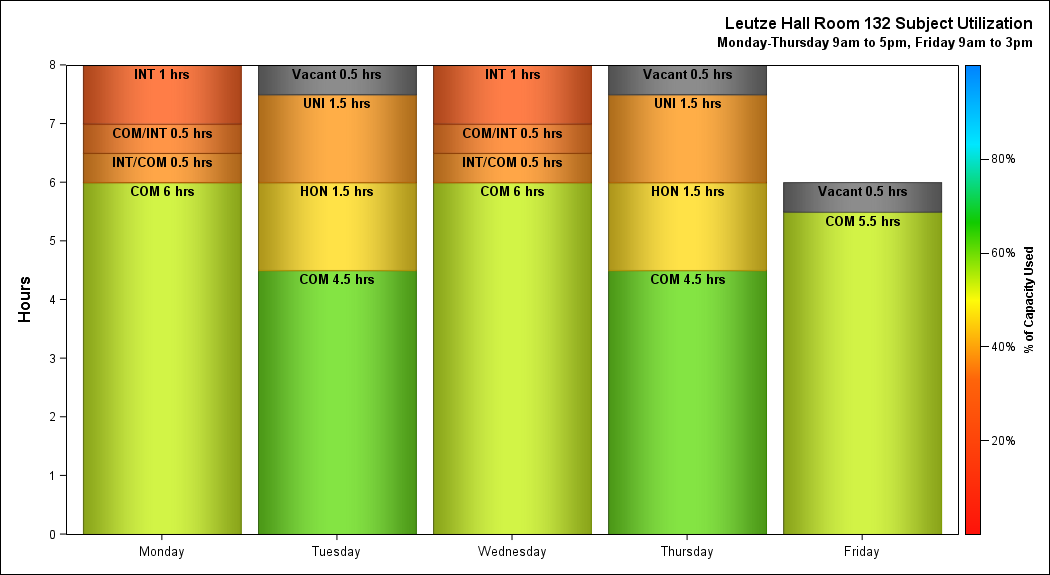 Leutze Hall Room 132 Subject Utilization
Monday-Thursday 9am to 5pm, Friday 9am to 3pm
Hours
8
7
6
5
4
3
2
1
0
INT 1 hrs
COM/INT 0.5 hrs
INT/COM 0.5 hrs
COM 6 hrs
Vacant 0.5 hrs
UNI 1.5 hrs
HON 1.5 hrs
COM 4.5 hrs
INT 1 hrs
COM/INT 0.5 hrs
INT/COM 0.5 hrs
COM 6 hrs
Vacant 0.5 hrs
UNI 1.5 hrs
HON 1.5 hrs
COM 4.5 hrs
Vacant 0.5 hrs
COM 5.5 hrs
Monday
Tuesday
Wednesday
Thursday
Friday
80%
60%
40%
20%
% of Capacity Used